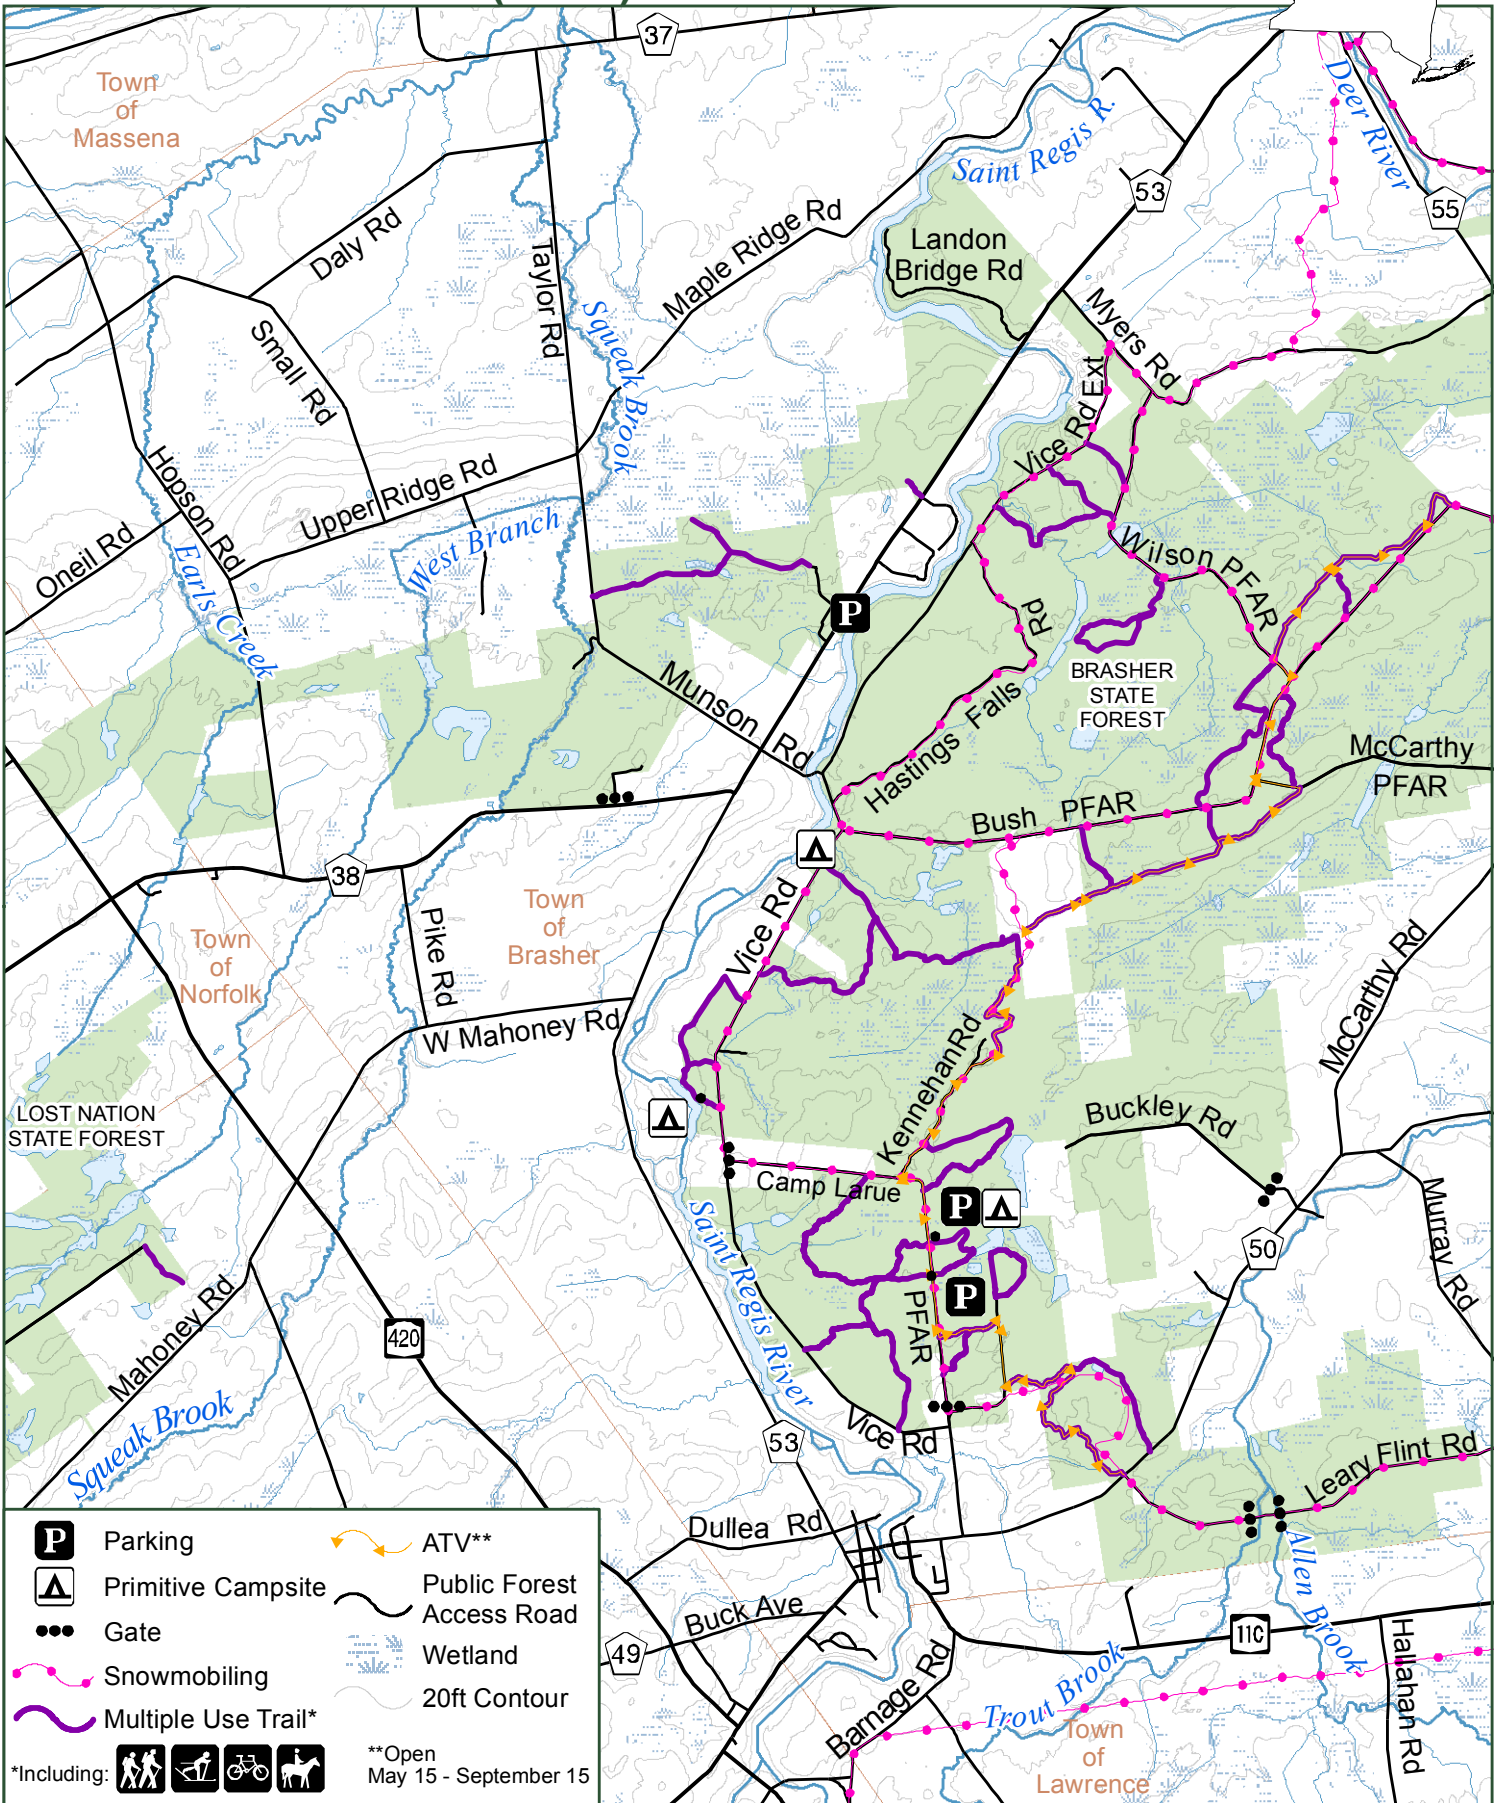 37
Town
of
Massena
Deer River
Saint Regis R.
53
55
Daly Rd
Taylor Rd
Maple Ridge Rd
Landon
Bridge Rd
Squeak Brook
Small Rd
Myers Rd
Vice Rd Ext
Hopson Rd
Upper Ridge Rd
West Branch
Oneil Rd
Earls Creek
Wilson PFAR
P
Rd
BRASHER
STATE
FOREST
Munson Rd
Hastings Falls
McCarthy
PFAR
Bush PFAR
38
Town
of
Brasher
Pike Rd
Vice Rd
Town
of
Norfolk
W Mahoney Rd
McCarthy Rd
Kennehan Rd
LOST NATION
STATE FOREST
Buckley Rd
Camp Larue
P
Murray Rd
Saint Regis River
50
Mahoney Rd
P
PFAR
420
Squeak Brook
Vice Rd
53
Leary Flint Rd
Dullea Rd
Allen Brook
Buck Ave
49
11C
Hallahan Rd
Barnage Rd
Trout Brook
Town
of
Lawrence
P Parking
Primitive Campsite
Gate
Snowmobiling
Multiple Use Trail*
*Including:
ATV**
Public Forest
Access Road
Wetland
20ft Contour
**Open
May 15 - September 15